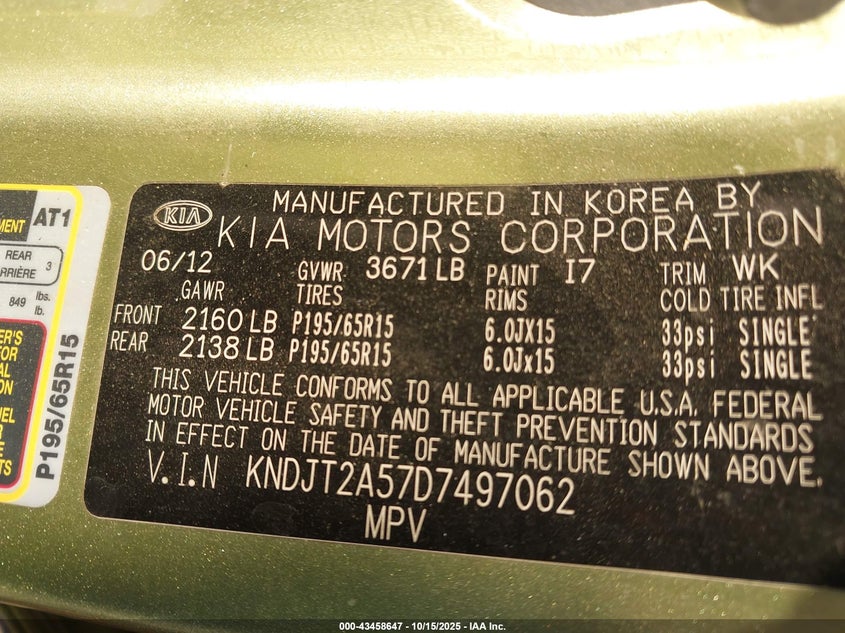 MENT AT1
REAR
ARRIÈRE 3
849 lbs.
lb.
P195/65R15
KIA
MANUFACTURED IN KOREA BY
KIA MOTORS CORPORATION
06/12 GVWR 3671LB PAINT I7 TRIM WK
GAWR TIRES RIMS COLD TIRE INFL
FRONT 2160 LB P195/65R15 6.0JX15 33psi SINGLE
REAR 2138 LB P195/65R15 6.0Jx15 33psi SINGLE
THIS VEHICLE CONFORMS TO ALL APPLICABLE U.S.A. FEDERAL
MOTOR VEHICLE SAFETY AND THEFT PREVENTION STANDARDS
IN EFFECT ON THE DATE OF MANUFACTURE SHOWN ABOVE.
V.I.N KNDJT2A57D7497062
MPV
000-43458647 - 10/15/2025 - IAA Inc.